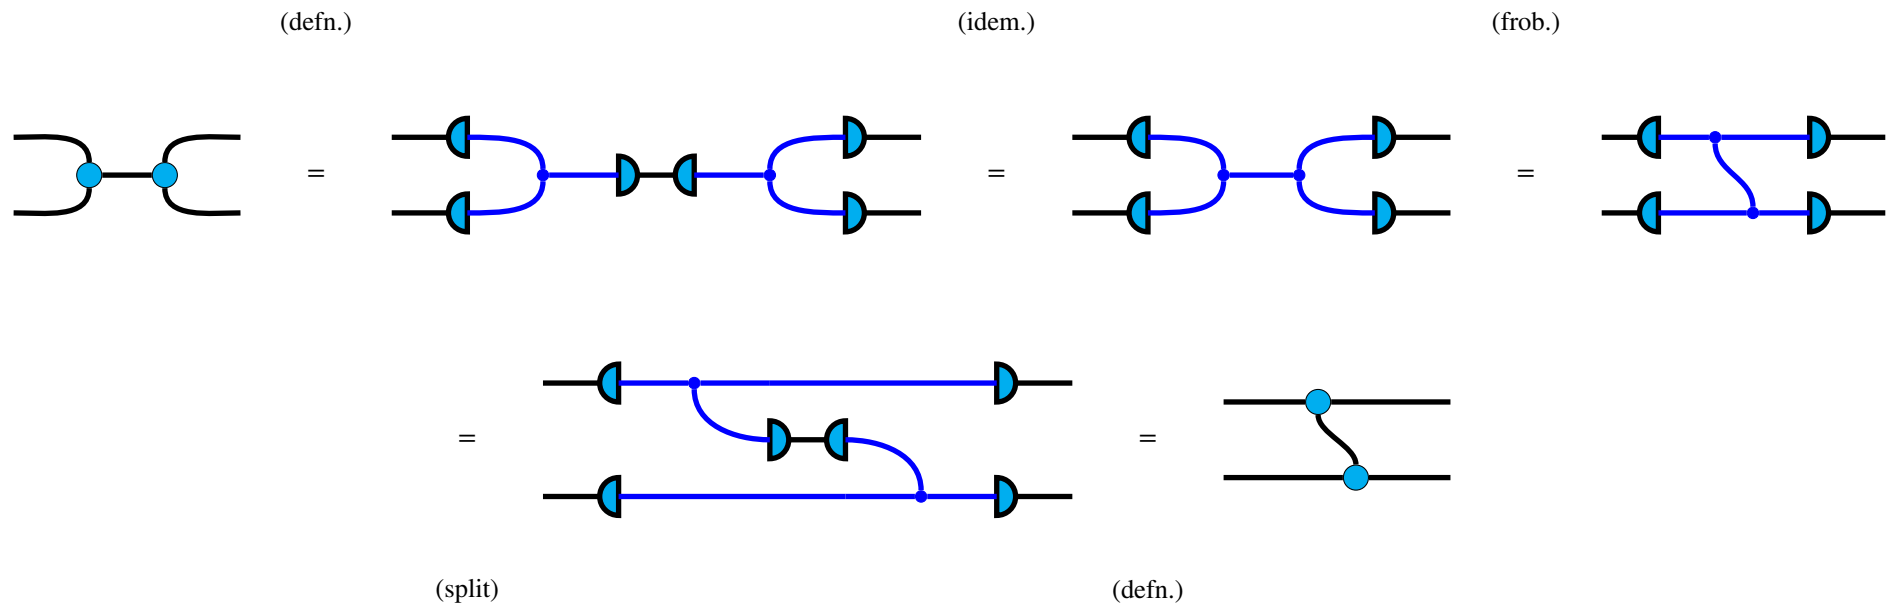 (defn.) (idem.) (frob.)
= = =
= =
(split) (defn.)